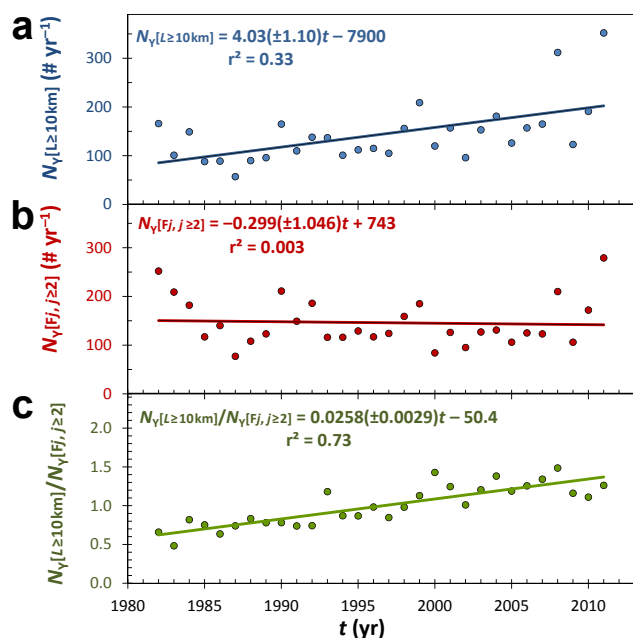 a
N_Y[L≥10km] (# yr⁻¹)
N_Y[L≥10km] = 4.03(±1.10)t – 7900
r² = 0.33
300
200
100
0
b
N_Y[Fj, j≥2] (# yr⁻¹)
N_Y[Fj, j≥2] = –0.299(±1.046)t + 743
r² = 0.003
300
200
100
0
c
N_Y[L≥10km]/N_Y[Fj, j≥2]
N_Y[L≥10km]/N_Y[Fj, j≥2] = 0.0258(±0.0029)t – 50.4
r² = 0.73
2.0
1.5
1.0
0.5
0.0
1980 1985 1990 1995 2000 2005 2010 2015
t (yr)